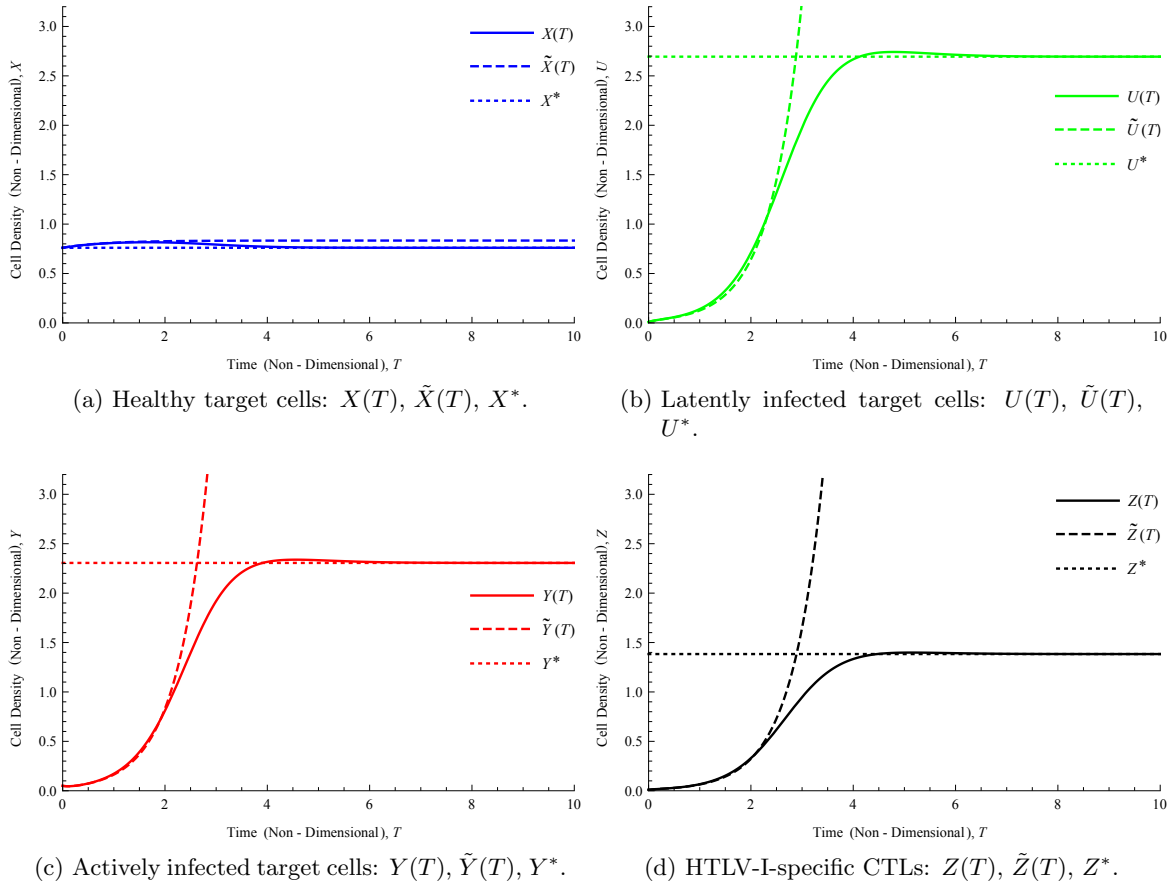 3.0
2.5
2.0
1.5
1.0
0.5
0.0
Cell Density (Non - Dimensional), X
X(T)
X̃(T)
X*
0 2 4 6 8 10
Time (Non - Dimensional), T
(a) Healthy target cells: X(T), X̃(T), X*.
3.0
2.5
2.0
1.5
1.0
0.5
0.0
Cell Density (Non - Dimensional), U
U(T)
Ũ(T)
U*
0 2 4 6 8 10
Time (Non - Dimensional), T
(b) Latently infected target cells: U(T), Ũ(T),
U*.
3.0
2.5
2.0
1.5
1.0
0.5
0.0
Cell Density (Non - Dimensional), Y
Y(T)
Ỹ(T)
Y*
0 2 4 6 8 10
Time (Non - Dimensional), T
(c) Actively infected target cells: Y(T), Ỹ(T), Y*.
3.0
2.5
2.0
1.5
1.0
0.5
0.0
Cell Density (Non - Dimensional), Z
Z(T)
Z̃(T)
Z*
0 2 4 6 8 10
Time (Non - Dimensional), T
(d) HTLV-I-specific CTLs: Z(T), Z̃(T), Z*.